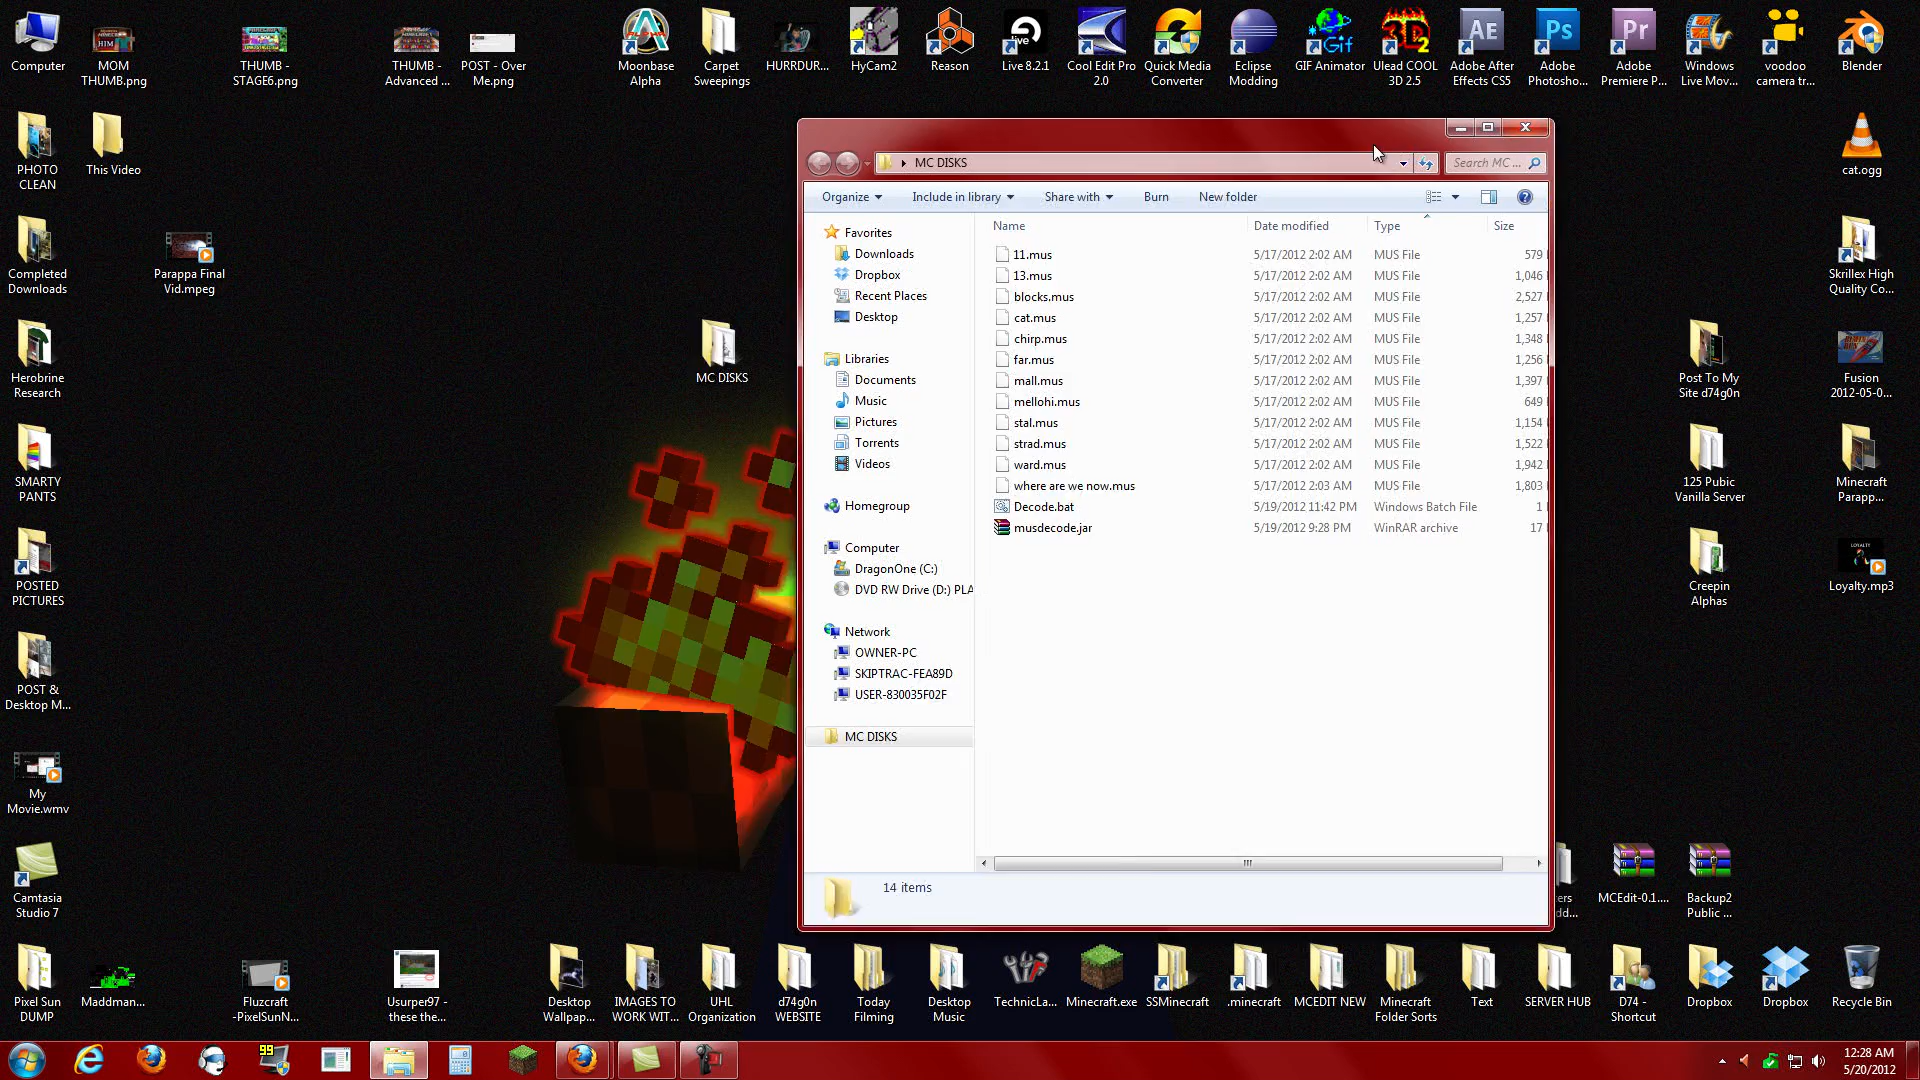 Computer
MOM
THUMB.png
THUMB -
STAGE6.png
THUMB -
Advanced ...
POST - Over
Me.png
Moonbase
Alpha
Carpet
Sweepings
HURRDUR...
HyCam2
Reason
Live 8.2.1
Cool Edit Pro
2.0
Quick Media
Converter
Eclipse
Modding
GIF Animator
Ulead COOL
3D 2.5
Adobe After
Effects CS5
Adobe
Photosho...
Adobe
Premiere P...
Windows
Live Mov...
voodoo
camera tr...
Blender
PHOTO
CLEAN
This Video
cat.ogg
Completed
Downloads
Parappa Final
Vid.mpeg
Skrillex High
Quality Co...
Herobrine
Research
MC DISKS
Post To My
Site d74g0n
Fusion
2012-05-0...
SMARTY
PANTS
125 Pubic
Vanilla Server
Minecraft
Parapp...
POSTED
PICTURES
Creepin
Alphas
LOYALTY
Loyalty.mp3
POST &
Desktop M...
My
Movie.wmv
Camtasia
Studio 7
ers
dd...
MCEdit-0.1....
Backup2
Public ...
MC DISKS
Search MC ...
Organize
Include in library
Share with
Burn
New folder
Favorites
Downloads
Dropbox
Recent Places
Desktop
Libraries
Documents
Music
Pictures
Torrents
Videos
Homegroup
Computer
DragonOne (C:)
DVD RW Drive (D:) PLA
Network
OWNER-PC
SKIPTRAC-FEA89D
USER-830035F02F
MC DISKS
Name Date modified Type Size
11.mus 5/17/2012 2:02 AM MUS File 579
13.mus 5/17/2012 2:02 AM MUS File 1,046
blocks.mus 5/17/2012 2:02 AM MUS File 2,527
cat.mus 5/17/2012 2:02 AM MUS File 1,257
chirp.mus 5/17/2012 2:02 AM MUS File 1,348
far.mus 5/17/2012 2:02 AM MUS File 1,256
mall.mus 5/17/2012 2:02 AM MUS File 1,397
mellohi.mus 5/17/2012 2:02 AM MUS File 649
stal.mus 5/17/2012 2:02 AM MUS File 1,154
strad.mus 5/17/2012 2:02 AM MUS File 1,522
ward.mus 5/17/2012 2:02 AM MUS File 1,942
where are we now.mus 5/17/2012 2:03 AM MUS File 1,803
Decode.bat 5/19/2012 11:42 PM Windows Batch File 1
musdecode.jar 5/19/2012 9:28 PM WinRAR archive 17
14 items
Pixel Sun
DUMP
Maddman...
Fluzcraft
-PixelSunN...
Usurper97 -
these the...
Desktop
Wallpap...
IMAGES TO
WORK WIT...
UHL
Organization
d74g0n
WEBSITE
Today
Filming
Desktop
Music
TechnicLa...
Minecraft.exe
SSMinecraft
.minecraft
MCEDIT NEW
Minecraft
Folder Sorts
Text
SERVER HUB
D74 -
Shortcut
Dropbox
Dropbox
Recycle Bin
99
12:28 AM
5/20/2012